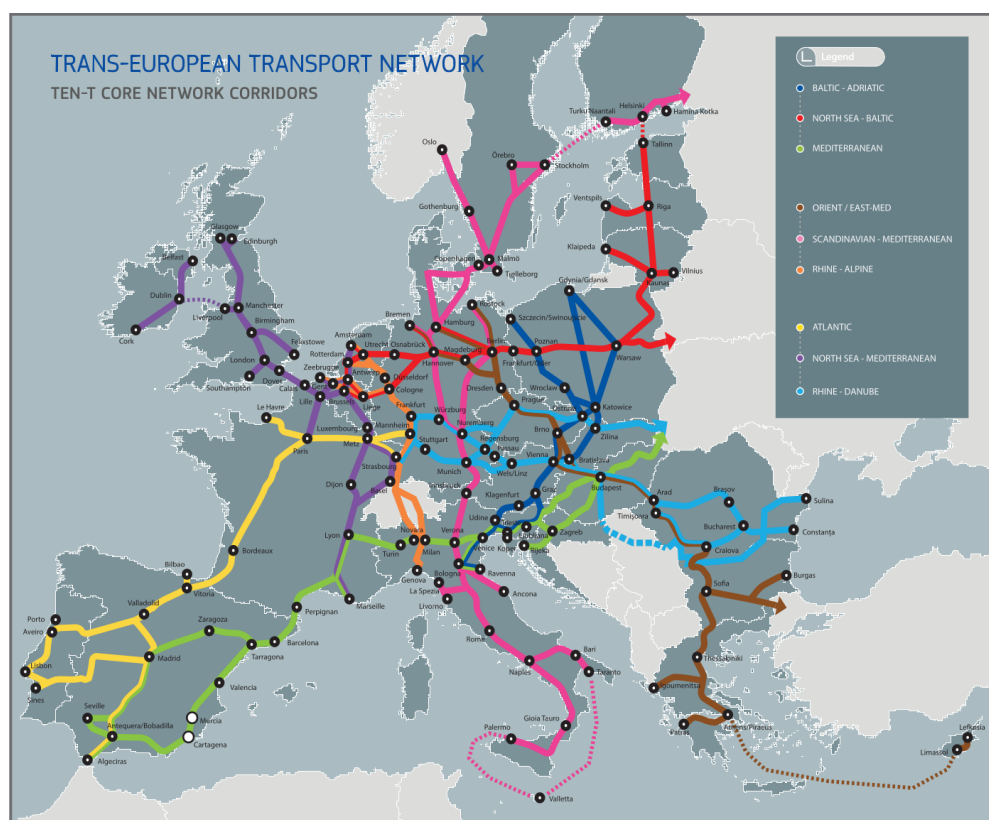 TRANS-EUROPEAN TRANSPORT NETWORK
TEN-T CORE NETWORK CORRIDORS
Legend
BALTIC - ADRIATIC
NORTH SEA - BALTIC
MEDITERRANEAN
ORIENT / EAST-MED
SCANDINAVIAN - MEDITERRANEAN
RHINE - ALPINE
ATLANTIC
NORTH SEA - MEDITERRANEAN
RHINE - DANUBE
Turku Naantali
Helsinki
Hamina Kotka
Tallinn
Oslo
Örebro
Stockholm
Ventspils
Riga
Gothenburg
Glasgow
Edinburgh
Klaipeda
Belfast
Copenhagen
Malmö
Trelleborg
Vilnius
Kaunas
Gdynia/Gdansk
Dublin
Rostock
Liverpool
Manchester
Szczecin/Swinoujscie
Cork
Birmingham
Bremen
Hamburg
Felixstowe
Amsterdam
Utrecht
Osnabrück
Magdeburg
Berlin
Poznan
Warsaw
London
Rotterdam
Hannover
Frankfurt/Oder
Zeebrugge
Antwerp
Southampton
Dover
Calais
Gent
Düsseldorf
Dresden
Wroclaw
Lille
Brussels
Cologne
Liège
Prague
Le Havre
Frankfurt
Würzburg
Ostrava
Katowice
Luxembourg
Mannheim
Nuremberg
Brno
Zilina
Paris
Metz
Stuttgart
Regensburg
Passau
Strasbourg
Munich
Wels/Linz
Vienna
Bratislava
Dijon
Basel
Innsbruck
Klagenfurt
Graz
Budapest
Arad
Braşov
Sulina
Udine
Timişora
Lyon
Novara
Verona
Trieste
Ljubljana
Zagreb
Bucharest
Constanţa
Turin
Milan
Venice
Koper
Rijeka
Craiova
Bordeaux
Genova
Bologna
Ravenna
Bilbao
La Spezia
Sofia
Burgas
Vitoria
Marseille
Livorno
Ancona
Porto
Valladolid
Perpignan
Aveiro
Zaragoza
Barcelona
Roma
Tarragona
Lisbon
Madrid
Naples
Bari
Thessaloniki
Taranto
Sines
Valencia
Igoumenitsa
Seville
Murcia
Antequera/Bobadilla
Cartagena
Palermo
Gioia Tauro
Patras
Athens/Piraeus
Lefkosia
Limassol
Algeciras
Valletta